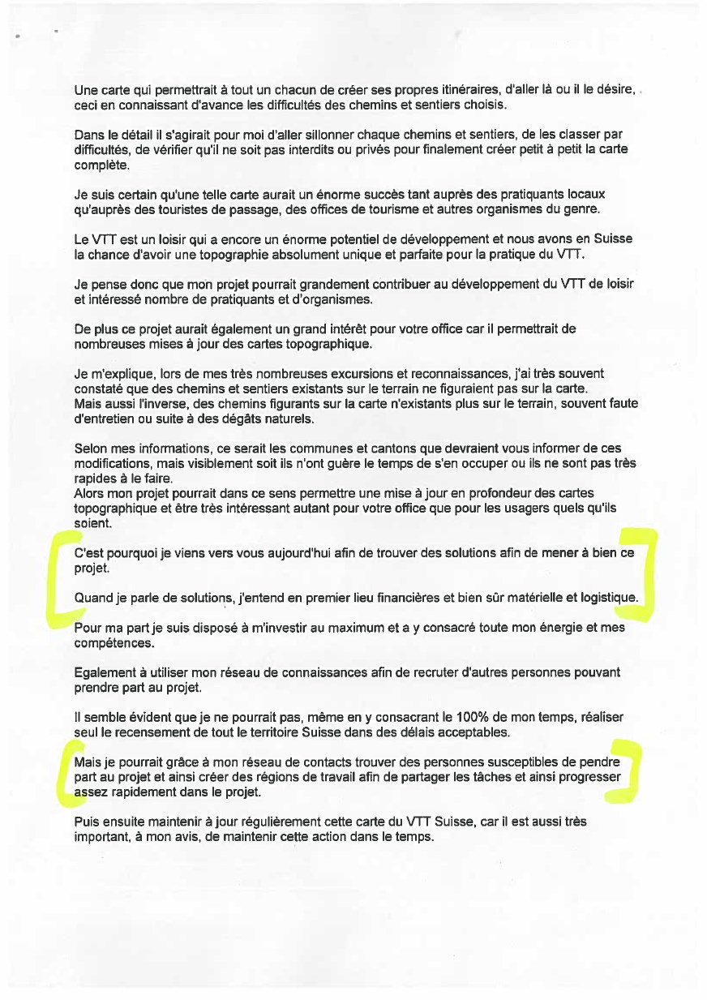 Une carte qui permettrait à tout un chacun de créer ses propres itinéraires, d'aller là ou il le désire,
ceci en connaissant d'avance les difficultés des chemins et sentiers choisis.
Dans le détail il s'agirait pour moi d'aller sillonner chaque chemins et sentiers, de les classer par
difficultés, de vérifier qu'il ne soit pas interdits ou privés pour finalement créer petit à petit la carte
complète.
Je suis certain qu'une telle carte aurait un énorme succès tant auprès des pratiquants locaux
qu'auprès des touristes de passage, des offices de tourisme et autres organismes du genre.
Le VTT est un loisir qui a encore un énorme potentiel de développement et nous avons en Suisse
la chance d'avoir une topographie absolument unique et parfaite pour la pratique du VTT.
Je pense donc que mon projet pourrait grandement contribuer au développement du VTT de loisir
et intéressé nombre de pratiquants et d'organismes.
De plus ce projet aurait également un grand intérêt pour votre office car il permettrait de
nombreuses mises à jour des cartes topographique.
Je m'explique, lors de mes très nombreuses excursions et reconnaissances, j'ai très souvent
constaté que des chemins et sentiers existants sur le terrain ne figuraient pas sur la carte.
Mais aussi l'inverse, des chemins figurants sur la carte n'existants plus sur le terrain, souvent faute
d'entretien ou suite à des dégâts naturels.
Selon mes informations, ce serait les communes et cantons que devraient vous informer de ces
modifications, mais visiblement soit ils n'ont guère le temps de s'en occuper ou ils ne sont pas très
rapides à le faire.
Alors mon projet pourrait dans ce sens permettre une mise à jour en profondeur des cartes
topographique et être très intéressant autant pour votre office que pour les usagers quels qu'ils
soient.
C'est pourquoi je viens vers vous aujourd'hui afin de trouver des solutions afin de mener à bien ce
projet.
Quand je parle de solutions, j'entend en premier lieu financières et bien sûr matérielle et logistique.
Pour ma part je suis disposé à m'investir au maximum et a y consacré toute mon énergie et mes
compétences.
Egalement à utiliser mon réseau de connaissances afin de recruter d'autres personnes pouvant
prendre part au projet.
Il semble évident que je ne pourrait pas, même en y consacrant le 100% de mon temps, réaliser
seul le recensement de tout le territoire Suisse dans des délais acceptables.
Mais je pourrait grâce à mon réseau de contacts trouver des personnes susceptibles de pendre
part au projet et ainsi créer des régions de travail afin de partager les tâches et ainsi progresser
assez rapidement dans le projet.
Puis ensuite maintenir à jour régulièrement cette carte du VTT Suisse, car il est aussi très
important, à mon avis, de maintenir cette action dans le temps.